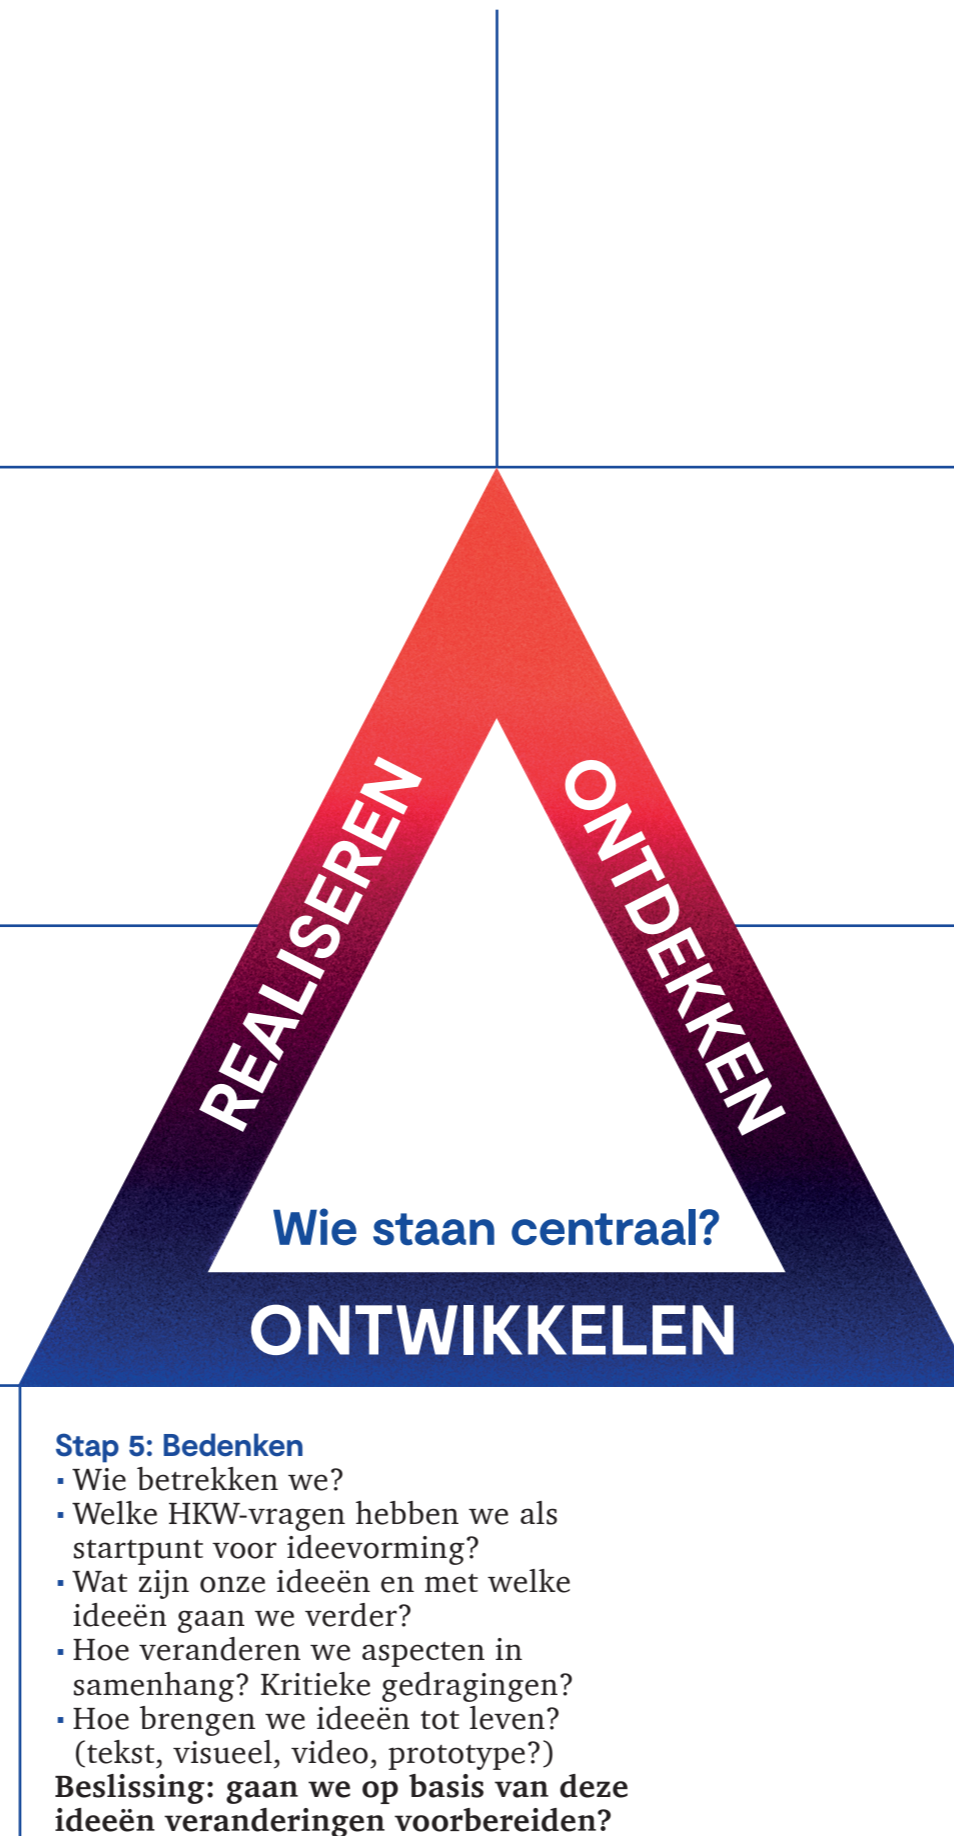 REALISEREN
ONTDEKKEN
Wie staan centraal?
ONTWIKKELEN
Stap 5: Bedenken
▪ Wie betrekken we?
▪ Welke HKW-vragen hebben we als
startpunt voor ideevorming?
▪ Wat zijn onze ideeën en met welke
ideeën gaan we verder?
▪ Hoe veranderen we aspecten in
samenhang? Kritieke gedragingen?
▪ Hoe brengen we ideeën tot leven?
(tekst, visueel, video, prototype?)
Beslissing: gaan we op basis van deze
ideeën veranderingen voorbereiden?